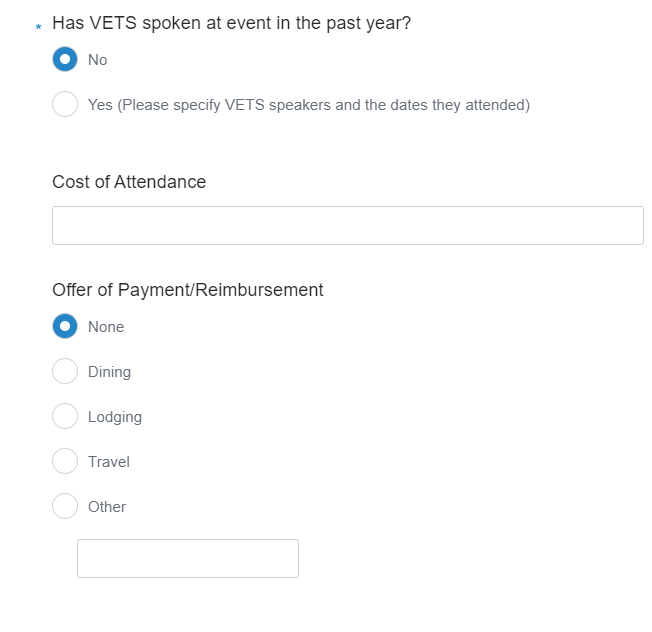 * Has VETS spoken at event in the past year?
No
Yes (Please specify VETS speakers and the dates they attended)
Cost of Attendance
Offer of Payment/Reimbursement
None
Dining
Lodging
Travel
Other